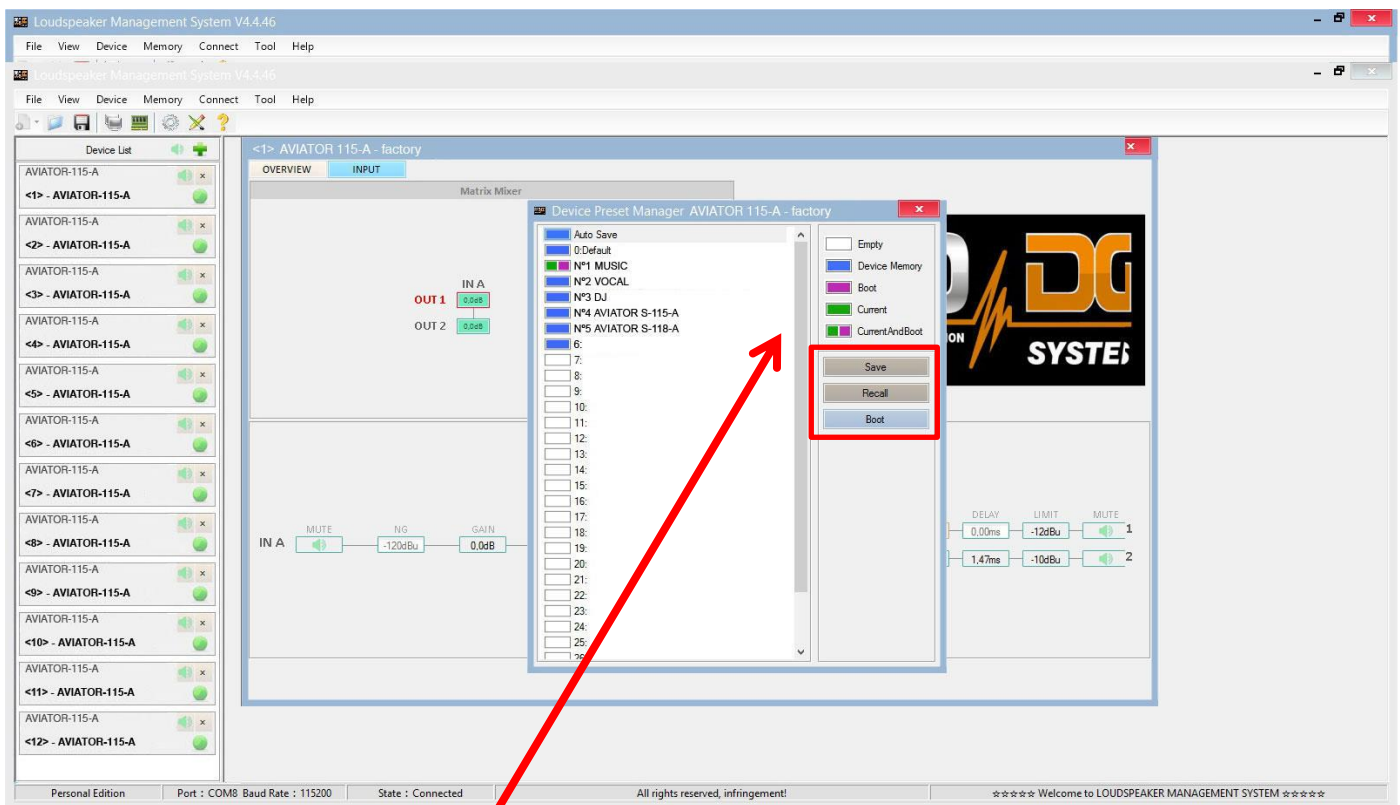 Loudspeaker Management System V4.4.46
File View Device Memory Connect Tool Help
Loudspeaker Management System V4.4.46
File View Device Memory Connect Tool Help
Device List
AVIATOR-115-A
<1> - AVIATOR-115-A
AVIATOR-115-A
<2> - AVIATOR-115-A
AVIATOR-115-A
<3> - AVIATOR-115-A
AVIATOR-115-A
<4> - AVIATOR-115-A
AVIATOR-115-A
<5> - AVIATOR-115-A
AVIATOR-115-A
<6> - AVIATOR-115-A
AVIATOR-115-A
<7> - AVIATOR-115-A
AVIATOR-115-A
<8> - AVIATOR-115-A
AVIATOR-115-A
<9> - AVIATOR-115-A
AVIATOR-115-A
<10> - AVIATOR-115-A
AVIATOR-115-A
<11> - AVIATOR-115-A
AVIATOR-115-A
<12> - AVIATOR-115-A
<1> AVIATOR 115-A - factory
OVERVIEW INPUT
Matrix Mixer
IN A
OUT 1 0,0dB
OUT 2 0,0dB
MUTE NG GAIN
IN A -120dBu 0,0dB
Device Preset Manager AVIATOR 115-A - factory
Auto Save
0:Default
Nº1 MUSIC
Nº2 VOCAL
Nº3 DJ
Nº4 AVIATOR S-115-A
Nº5 AVIATOR S-118-A
6:
7:
8:
9:
10:
11:
12:
13:
14:
15:
16:
17:
18:
19:
20:
21:
22:
23:
24:
25:
26:
Empty
Device Memory
Boot
Current
CurrentAndBoot
Save
Recall
Boot
DG
ION
SYSTE
DELAY LIMIT MUTE
0,00ms -12dBu 1
1,47ms -10dBu 2
Personal Edition Port : COM8 Baud Rate : 115200 State : Connected All rights reserved, infringement! ☆☆☆☆☆ Welcome to LOUDSPEAKER MANAGEMENT SYSTEM ☆☆☆☆☆